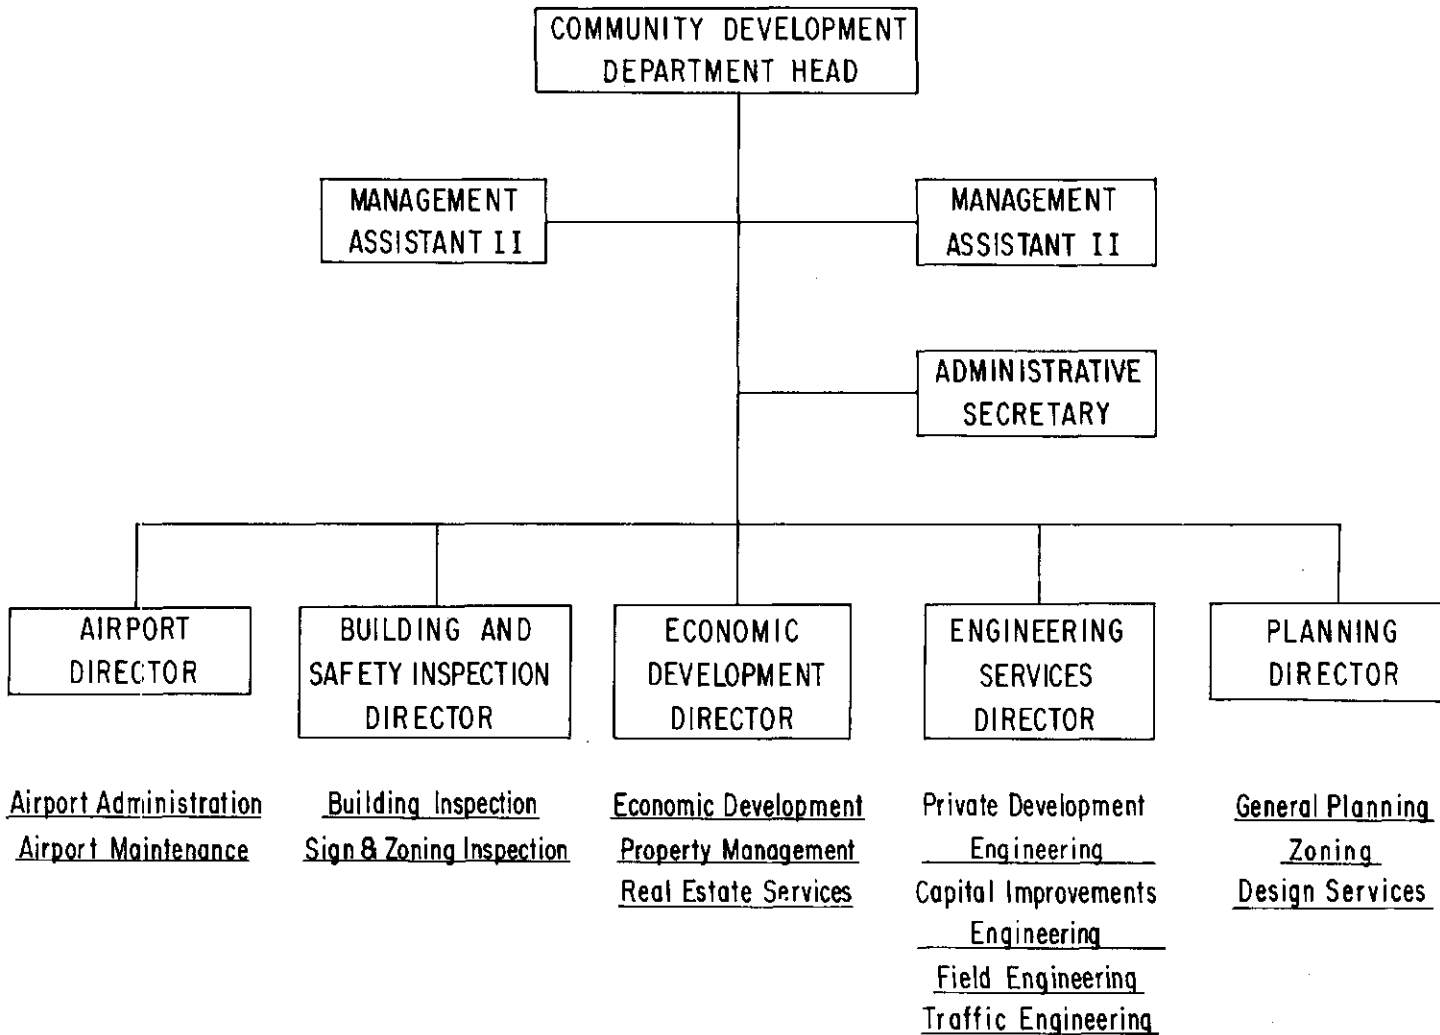 COMMUNITY DEVELOPMENT
DEPARTMENT HEAD
MANAGEMENT
ASSISTANT II
MANAGEMENT
ASSISTANT II
ADMINISTRATIVE
SECRETARY
AIRPORT
DIRECTOR
BUILDING AND
SAFETY INSPECTION
DIRECTOR
ECONOMIC
DEVELOPMENT
DIRECTOR
ENGINEERING
SERVICES
DIRECTOR
PLANNING
DIRECTOR
Airport Administration
Airport Maintenance
Building Inspection
Sign & Zoning Inspection
Economic Development
Property Management
Real Estate Services
Private Development
Engineering
Capital Improvements
Engineering
Field Engineering
Traffic Engineering
General Planning
Zoning
Design Services